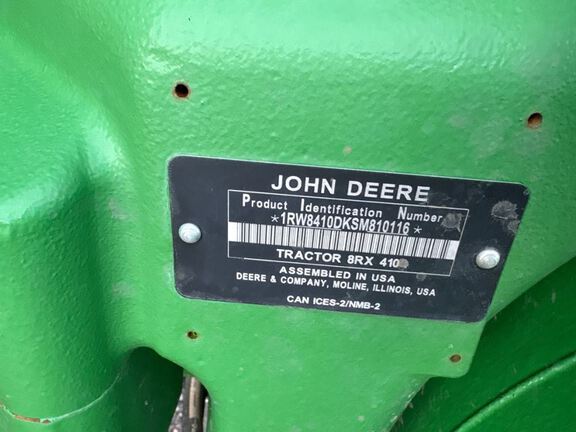 JOHN DEERE
Product Identification Number
*1RW8410DKSM810116*
TRACTOR 8RX 410
ASSEMBLED IN USA
DEERE & COMPANY, MOLINE, ILLINOIS, USA
CAN ICES-2/NMB-2